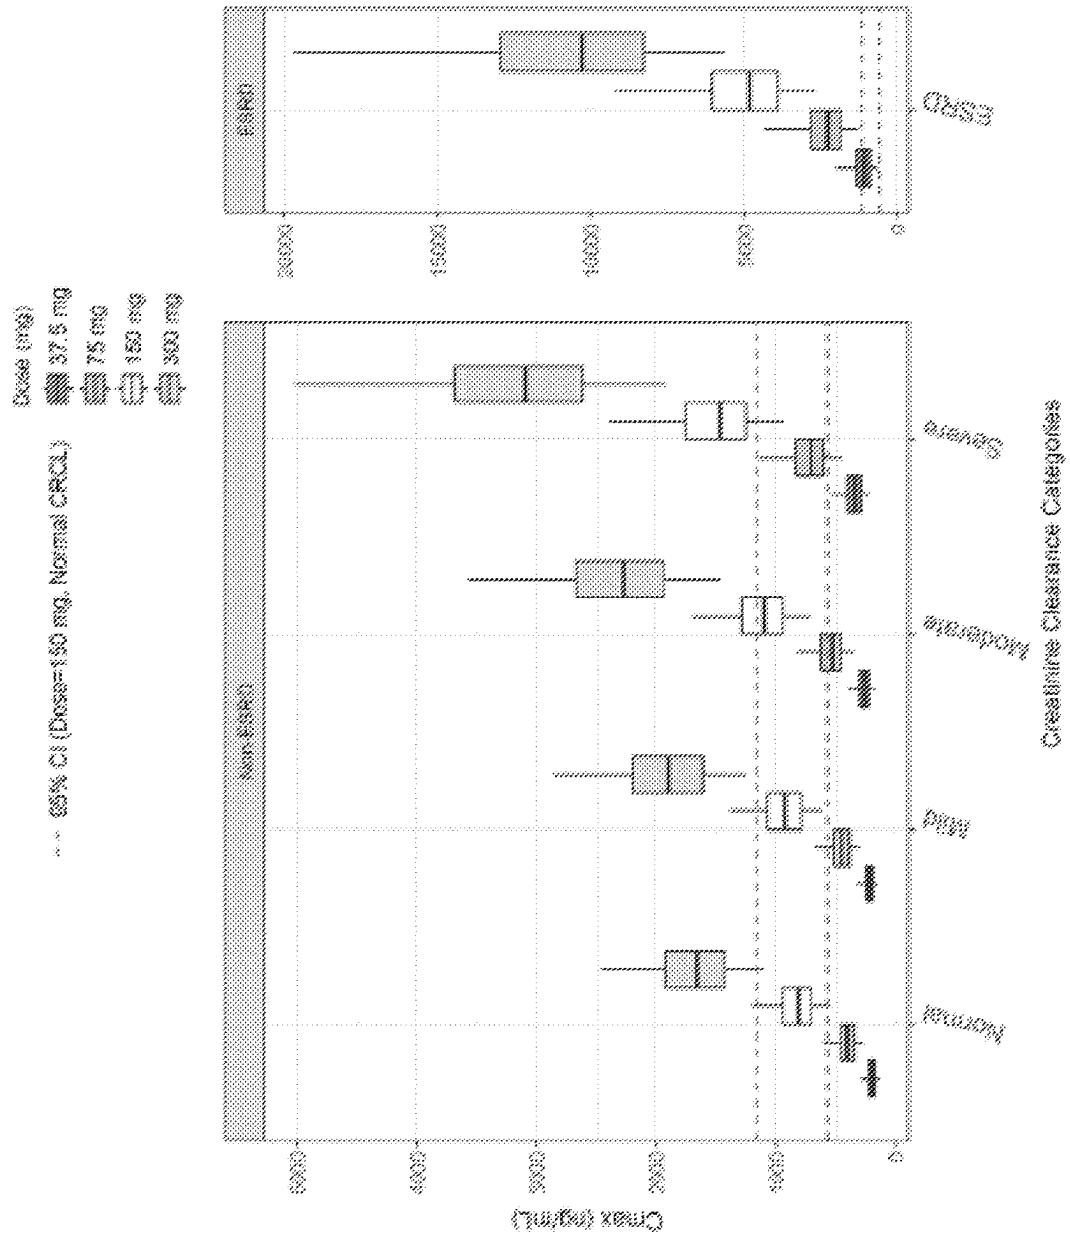 --- 95% CI (Dose=150 mg, Normal CRCL)
Dose (mg)
37.5 mg
75 mg
150 mg
300 mg
Non ESRD
ESRD
Cmax (ng/mL)
5000
4000
3000
2000
1000
0
20000
15000
10000
5000
0
Normal
Mild
Moderate
Severe
ESRD
Creatinine Clearance Categories